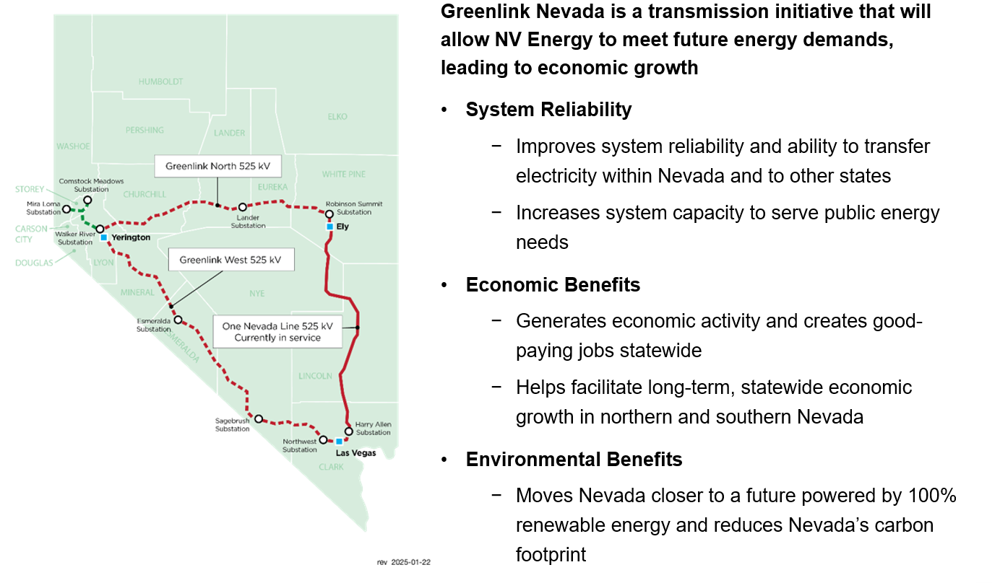 Greenlink Nevada is a transmission initiative that will
allow NV Energy to meet future energy demands,
leading to economic growth
• System Reliability
− Improves system reliability and ability to transfer
electricity within Nevada and to other states
− Increases system capacity to serve public energy
needs
• Economic Benefits
− Generates economic activity and creates good-
paying jobs statewide
− Helps facilitate long-term, statewide economic
growth in northern and southern Nevada
• Environmental Benefits
− Moves Nevada closer to a future powered by 100%
renewable energy and reduces Nevada’s carbon
footprint
HUMBOLDT
ELKO
PERSHING
LANDER
WASHOE
Greenlink North 525 kV
WHITE PINE
Comstock Meadows
Substation
STOREY
CHURCHILL
EUREKA
Mira Loma
Substation
Robinson Summit
Substation
Lander
Substation
CARSON
CITY
Walker River
Substation
Yerington
Ely
DOUGLAS
LYON
Greenlink West 525 kV
MINERAL
NYE
Esmeralda
Substation
One Nevada Line 525 kV
Currently in service
ESMERALDA
LINCOLN
Sagebrush
Substation
Harry Allen
Substation
Northwest
Substation
Las Vegas
CLARK
rev 2025-01-22